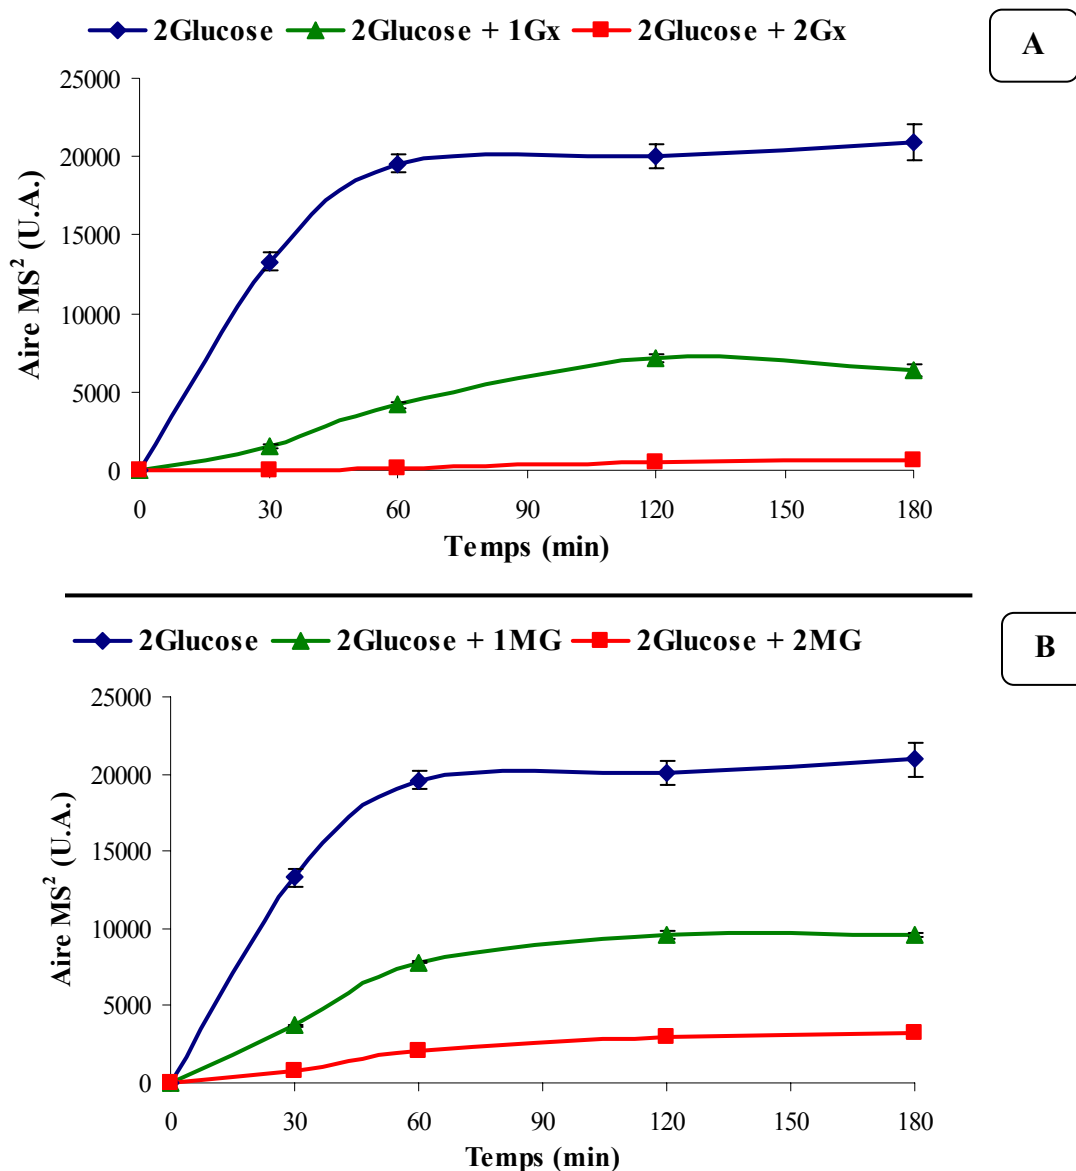 2Glucose 2Glucose + 1Gx 2Glucose + 2Gx
A
25000
20000
15000
10000
5000
0
Aire MS² (U.A.)
0 30 60 90 120 150 180
Temps (min)
2Glucose 2Glucose + 1MG 2Glucose + 2MG
B
25000
20000
15000
10000
5000
0
Aire MS² (U.A.)
0 30 60 90 120 150 180
Temps (min)